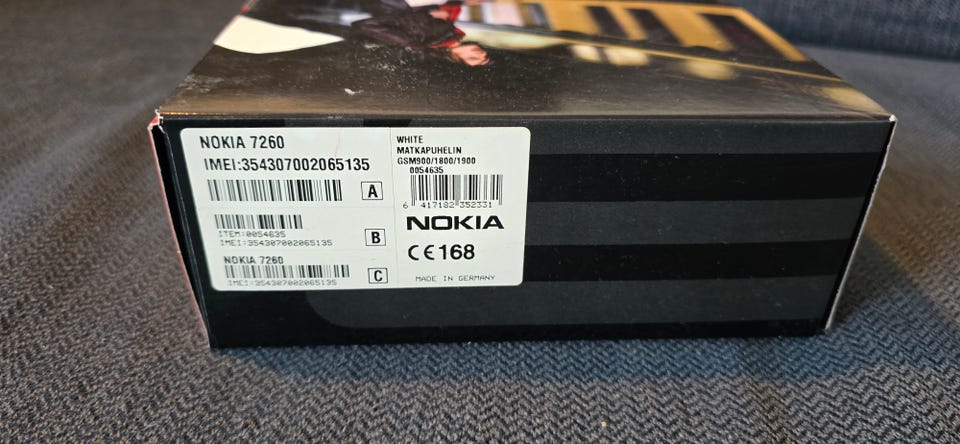 NOKIA 7260
IMEI:354307002065135
A
ITEM:0054635
IMEI:354307002065135
B
NOKIA 7260
IMEI:354307002065135
C
WHITE
MATKAPUHELIN
GSM900/1800/1900
0054635
6 417182 352331
NOKIA
CE168
MADE IN GERMANY